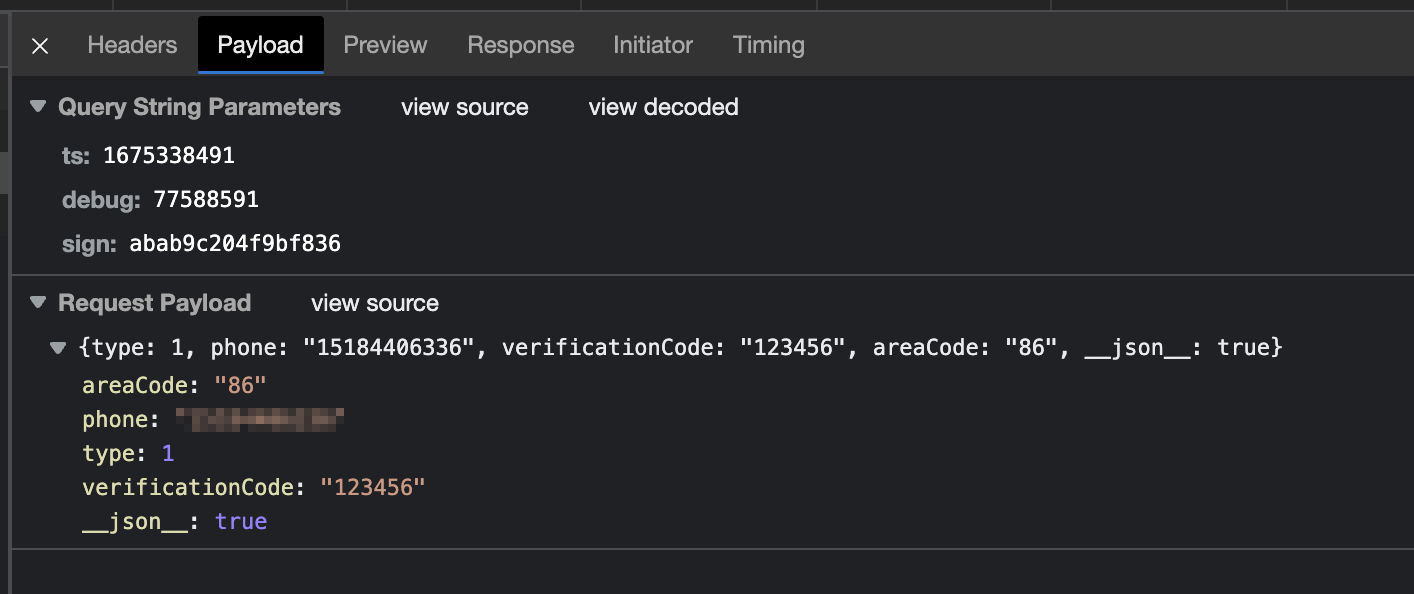 Headers Payload Preview Response Initiator Timing
Query String Parameters view source view decoded
ts: 1675338491
debug: 77588591
sign: abab9c204f9bf836
Request Payload view source
{type: 1, phone: "15184406336", verificationCode: "123456", areaCode: "86", __json__: true}
areaCode: "86"
phone:
type: 1
verificationCode: "123456"
__json__: true